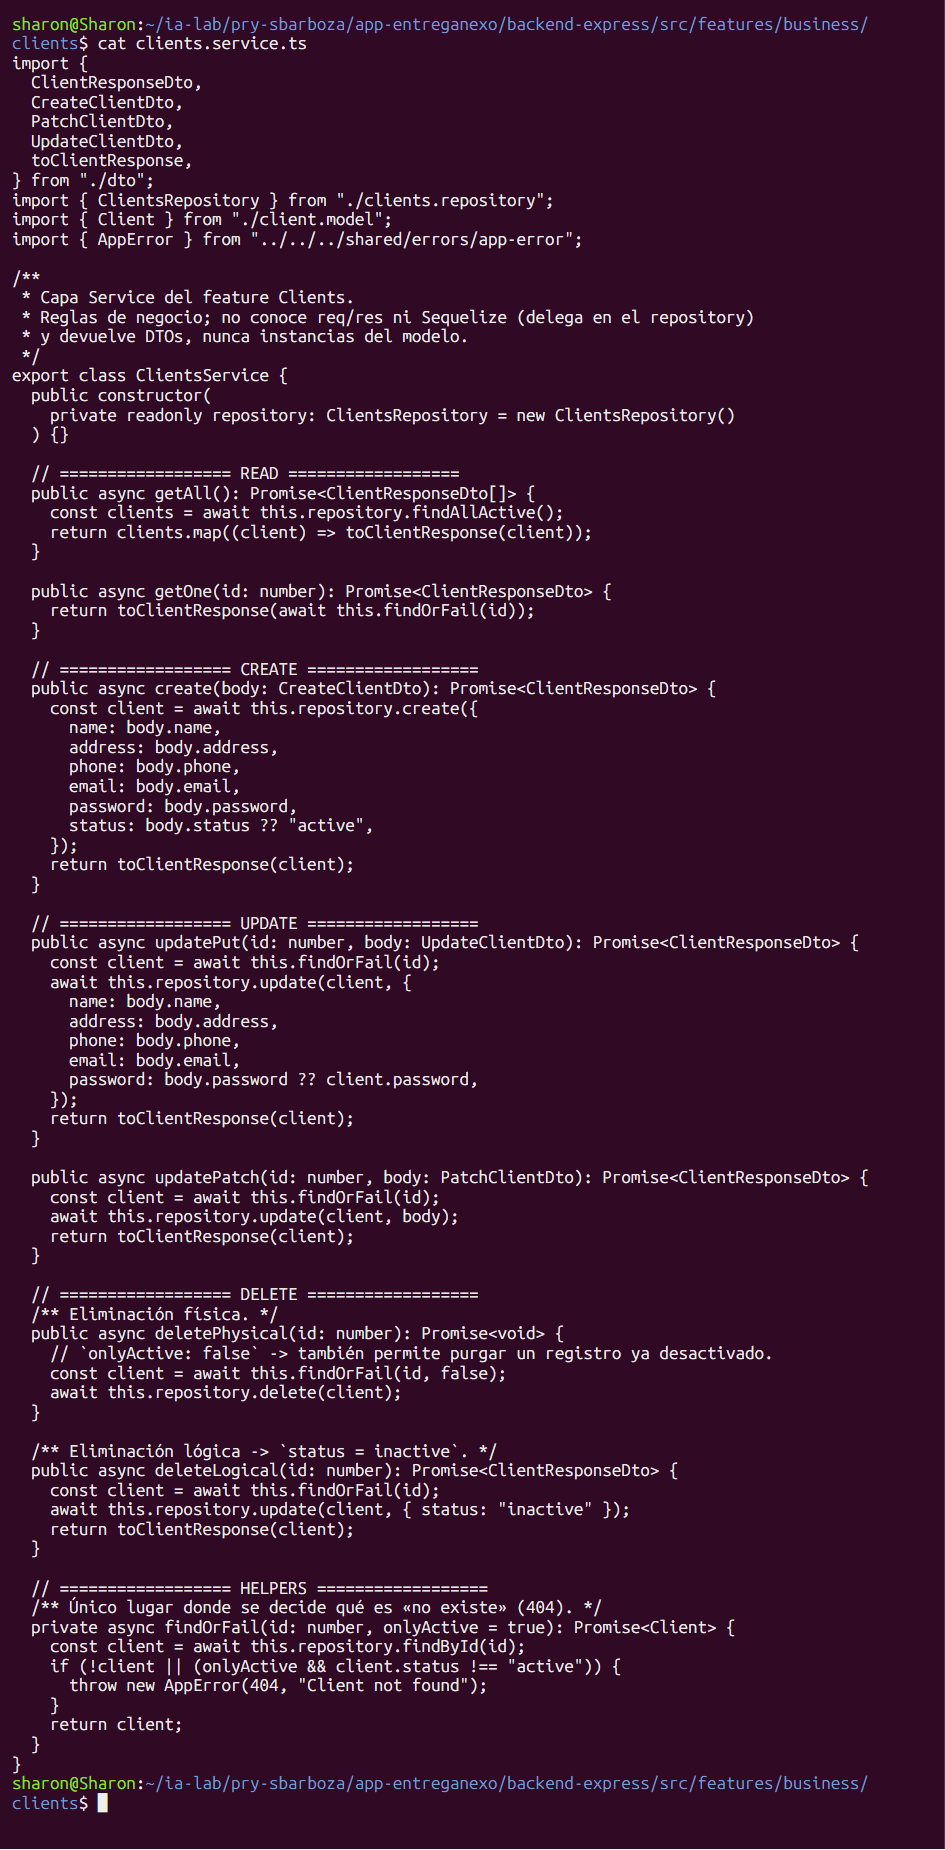 sharon@Sharon:~/ia-lab/pry-sbarboza/app-entreganexo/backend-express/src/features/business/
clients$ cat clients.service.ts
import {
  ClientResponseDto,
  CreateClientDto,
  PatchClientDto,
  UpdateClientDto,
  toClientResponse,
} from "./dto";
import { ClientsRepository } from "./clients.repository";
import { Client } from "./client.model";
import { AppError } from "../../../shared/errors/app-error";

/**
 * Capa Service del feature Clients.
 * Reglas de negocio; no conoce req/res ni Sequelize (delega en el repository)
 * y devuelve DTOs, nunca instancias del modelo.
 */
export class ClientsService {
  public constructor(
    private readonly repository: ClientsRepository = new ClientsRepository()
  ) {}

  // ================== READ ==================
  public async getAll(): Promise<ClientResponseDto[]> {
    const clients = await this.repository.findAllActive();
    return clients.map((client) => toClientResponse(client));
  }

  public async getOne(id: number): Promise<ClientResponseDto> {
    return toClientResponse(await this.findOrFail(id));
  }

  // ================== CREATE ==================
  public async create(body: CreateClientDto): Promise<ClientResponseDto> {
    const client = await this.repository.create({
      name: body.name,
      address: body.address,
      phone: body.phone,
      email: body.email,
      password: body.password,
      status: body.status ?? "active",
    });
    return toClientResponse(client);
  }

  // ================== UPDATE ==================
  public async updatePut(id: number, body: UpdateClientDto): Promise<ClientResponseDto> {
    const client = await this.findOrFail(id);
    await this.repository.update(client, {
      name: body.name,
      address: body.address,
      phone: body.phone,
      email: body.email,
      password: body.password ?? client.password,
    });
    return toClientResponse(client);
  }

  public async updatePatch(id: number, body: PatchClientDto): Promise<ClientResponseDto> {
    const client = await this.findOrFail(id);
    await this.repository.update(client, body);
    return toClientResponse(client);
  }

  // ================== DELETE ==================
  /** Eliminación física. */
  public async deletePhysical(id: number): Promise<void> {
    // `onlyActive: false` -> también permite purgar un registro ya desactivado.
    const client = await this.findOrFail(id, false);
    await this.repository.delete(client);
  }

  /** Eliminación lógica -> `status = inactive`. */
  public async deleteLogical(id: number): Promise<ClientResponseDto> {
    const client = await this.findOrFail(id);
    await this.repository.update(client, { status: "inactive" });
    return toClientResponse(client);
  }

  // ================== HELPERS ==================
  /** Único lugar donde se decide qué es «no existe» (404). */
  private async findOrFail(id: number, onlyActive = true): Promise<Client> {
    const client = await this.repository.findById(id);
    if (!client || (onlyActive && client.status !== "active")) {
      throw new AppError(404, "Client not found");
    }
    return client;
  }
}
sharon@Sharon:~/ia-lab/pry-sbarboza/app-entreganexo/backend-express/src/features/business/
clients$